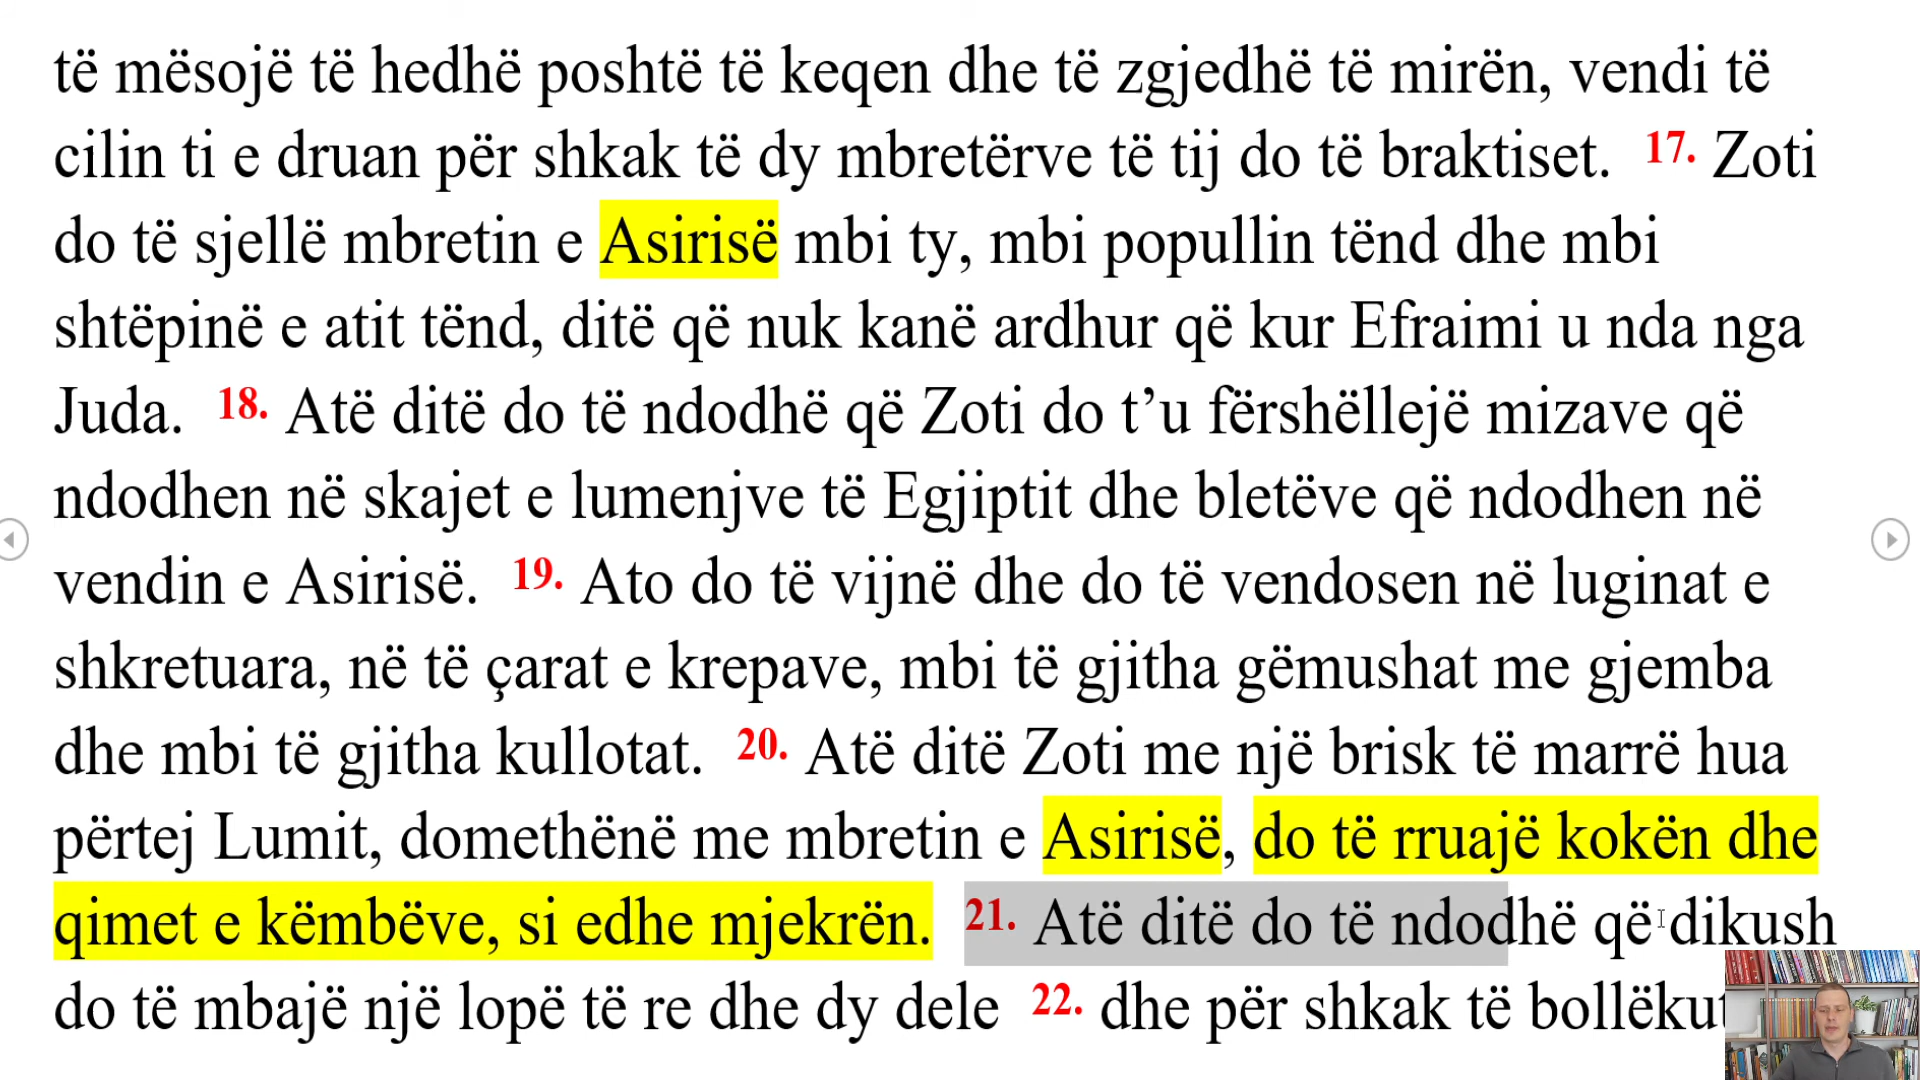 të mësojë të hedhë poshtë të keqen dhe të zgjedhë të mirën, vendi të
cilin ti e druan për shkak të dy mbretërve të tij do të braktiset. 17. Zoti
do të sjellë mbretin e Asirisë mbi ty, mbi popullin tënd dhe mbi
shtëpinë e atit tënd, ditë që nuk kanë ardhur që kur Efraimi u nda nga
Juda. 18. Atë ditë do të ndodhë që Zoti do t’u fërshëllejë mizave që
ndodhen në skajet e lumenjve të Egjiptit dhe bletëve që ndodhen në
vendin e Asirisë. 19. Ato do të vijnë dhe do të vendosen në luginat e
shkretuara, në të çarat e krepave, mbi të gjitha gëmushat me gjemba
dhe mbi të gjitha kullotat. 20. Atë ditë Zoti me një brisk të marrë hua
përtej Lumit, domethënë me mbretin e Asirisë, do të rruajë kokën dhe
qimet e këmbëve, si edhe mjekrën. 21. Atë ditë do të ndodhë që dikush
do të mbajë një lopë të re dhe dy dele 22. dhe për shkak të